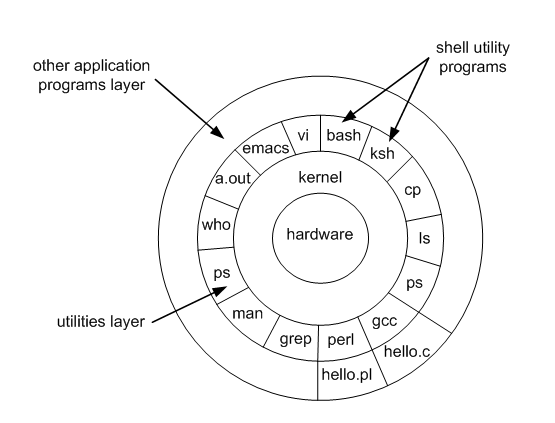 other application
programs layer
shell utility
programs
emacs
vi
bash
ksh
a.out
kernel
cp
who
hardware
ls
ps
ps
utilities layer
man
grep
perl
gcc
hello.pl
hello.c